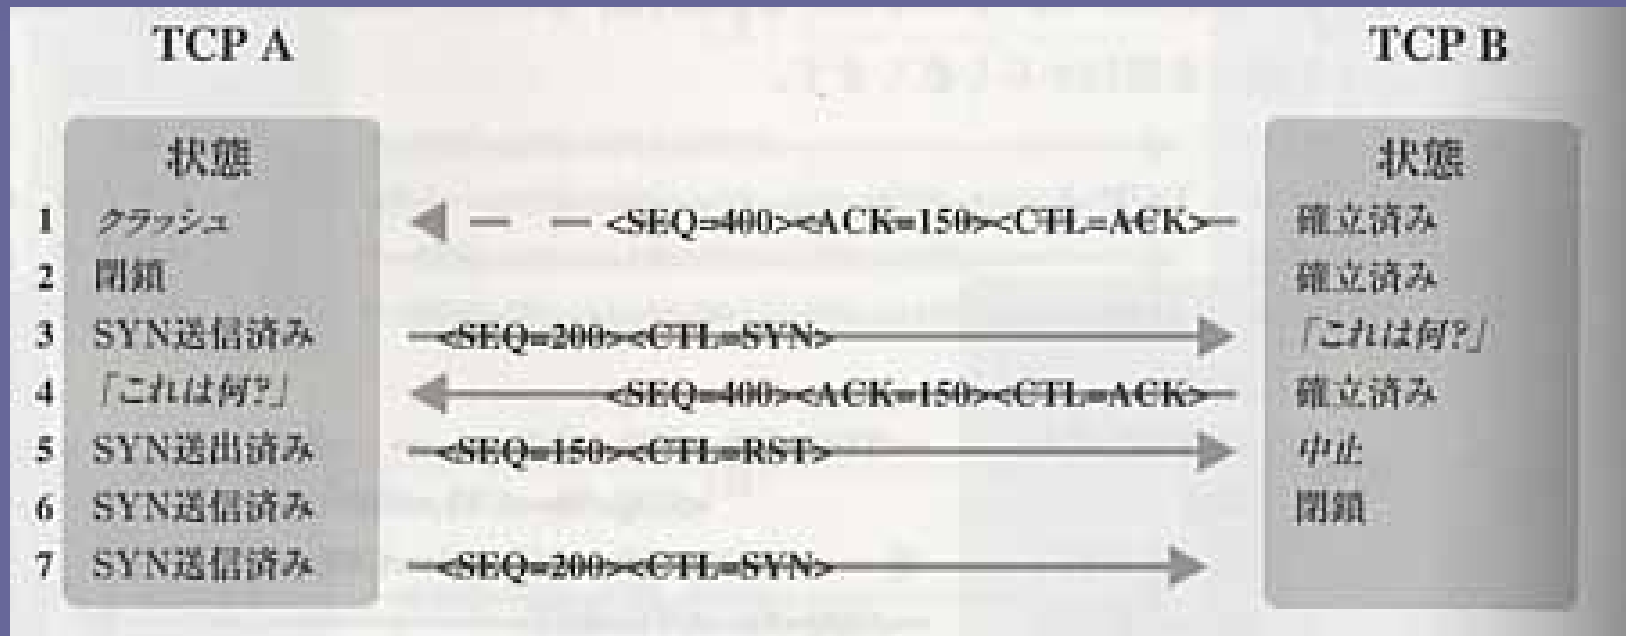 TCP A TCP B
状態 状態
1 クラッシュ <SEQ=400><ACK=150><CTL=ACK> 確立済み
2 閉鎖 確立済み
3 SYN送信済み <SEQ=200><CTL=SYN> 「これは何?」
4 「これは何?」 <SEQ=400><ACK=150><CTL=ACK> 確立済み
5 SYN送出済み <SEQ=150><CTL=RST> 中止
6 SYN送信済み 閉鎖
7 SYN送信済み <SEQ=200><CTL=SYN>